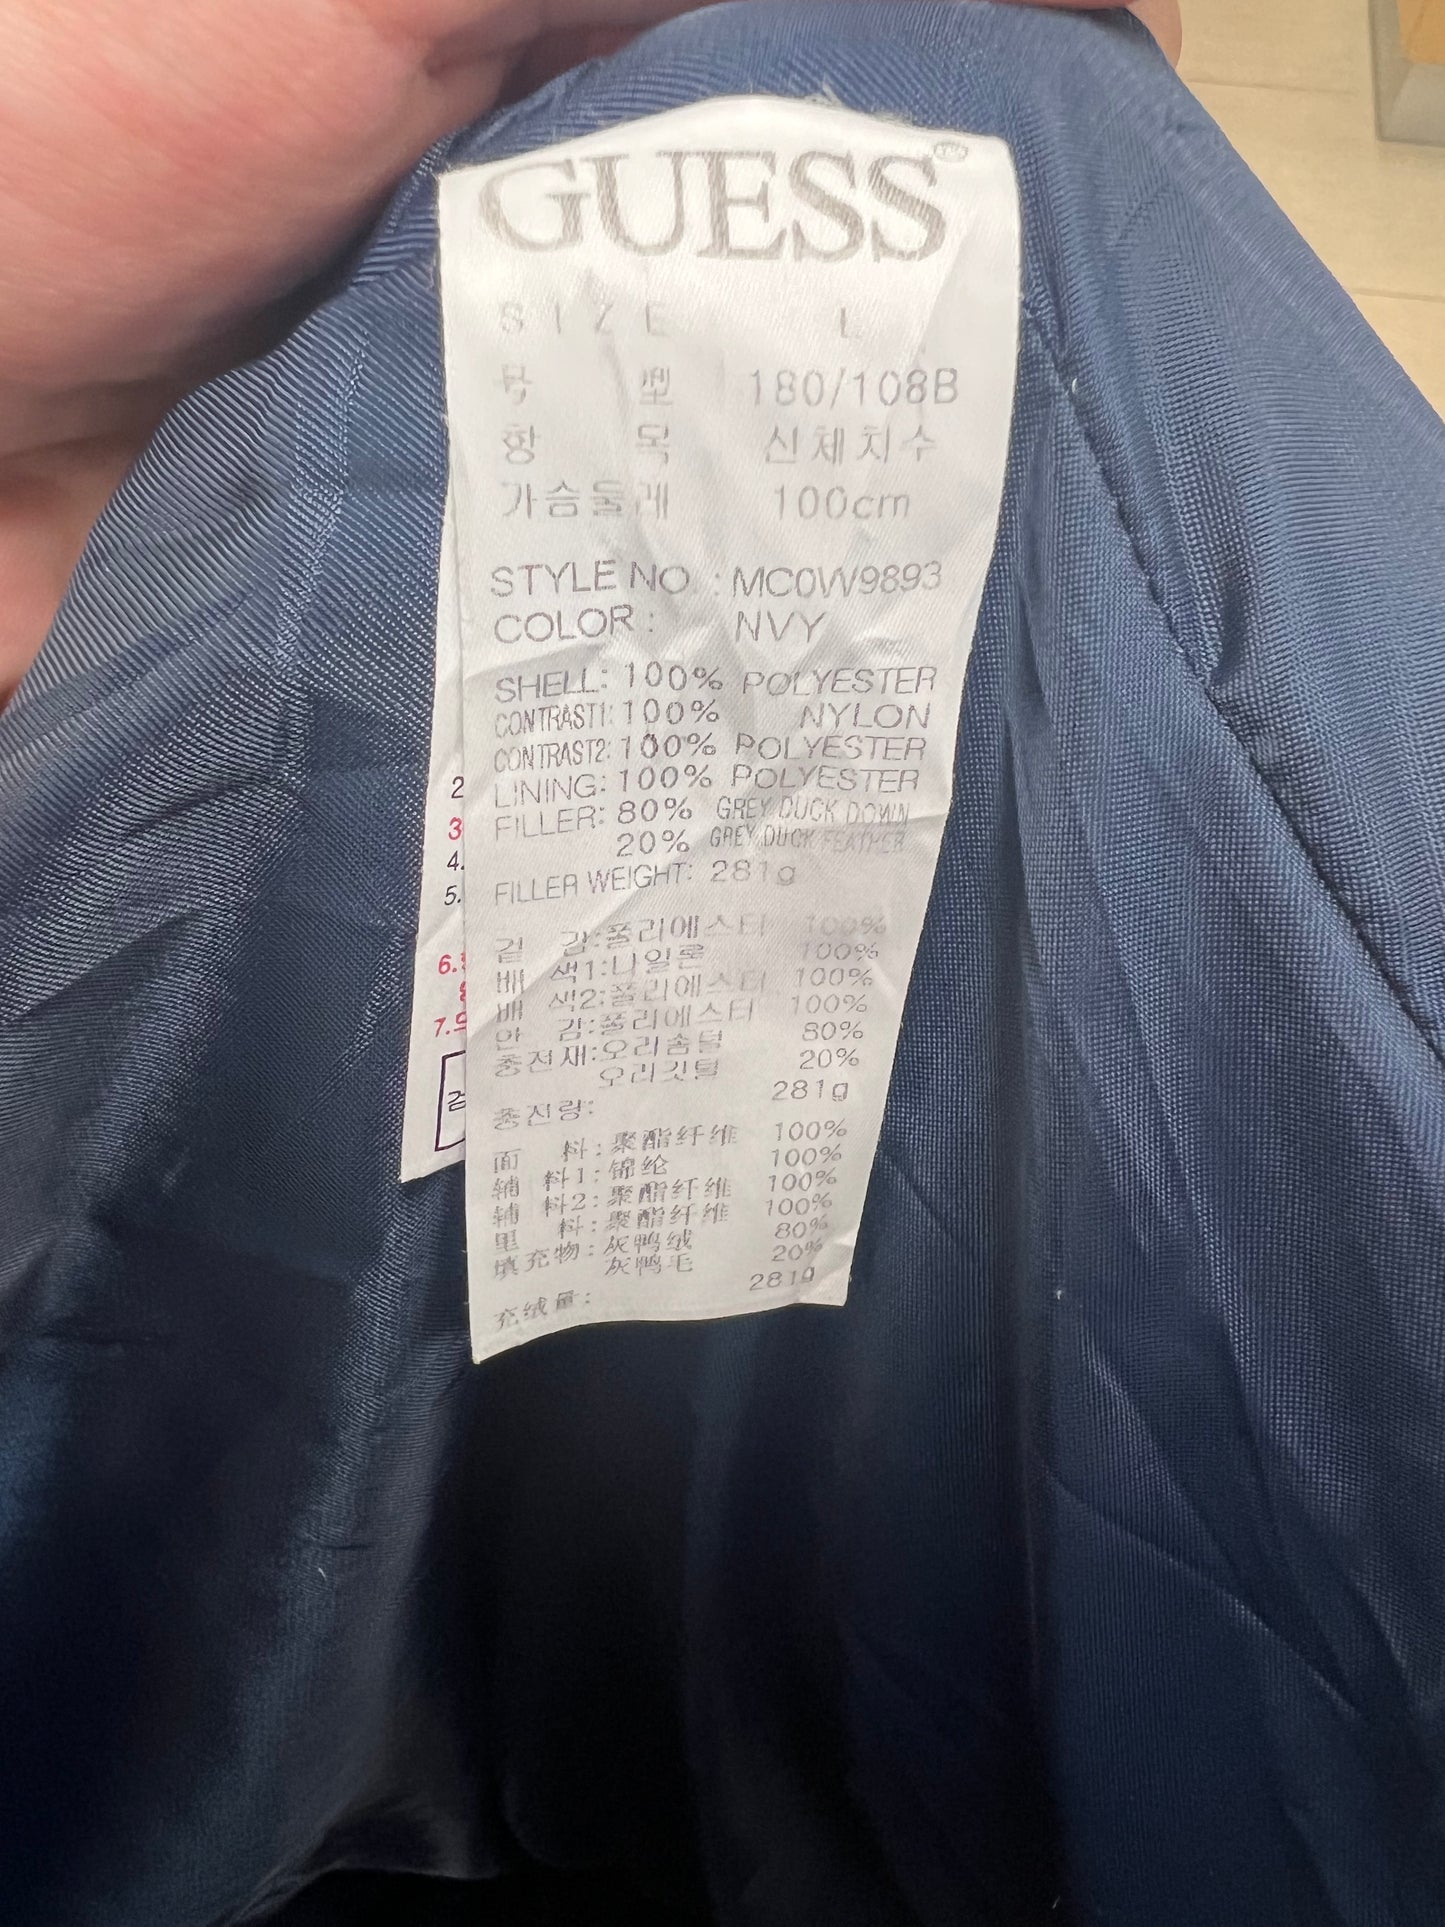 GUESS
SIZE L
호형 180/108B
항목 신체치수
가슴둘레 100cm
STYLE NO.: MC0W9893
COLOR: NVY
SHELL: 100% POLYESTER
CONTRAST1: 100% NYLON
CONTRAST2: 100% POLYESTER
LINING: 100% POLYESTER
FILLER: 80% GREY DUCK DOWN
20% GREY DUCK FEATHER
FILLER WEIGHT: 281g
겉 감:폴리에스터 100%
배 색1:나일론 100%
배 색2:폴리에스터 100%
안 감:폴리에스터 100%
충전재:오리솜털 80%
오리깃털 20%
충전량: 281g
面 料:聚酯纤维 100%
辅 料1:锦纶 100%
辅 料2:聚酯纤维 100%
里 料:聚酯纤维 100%
填充物:灰鸭绒 80%
灰鸭毛 20%
充绒量: 281g
2
3
4.
5.
6.
7.